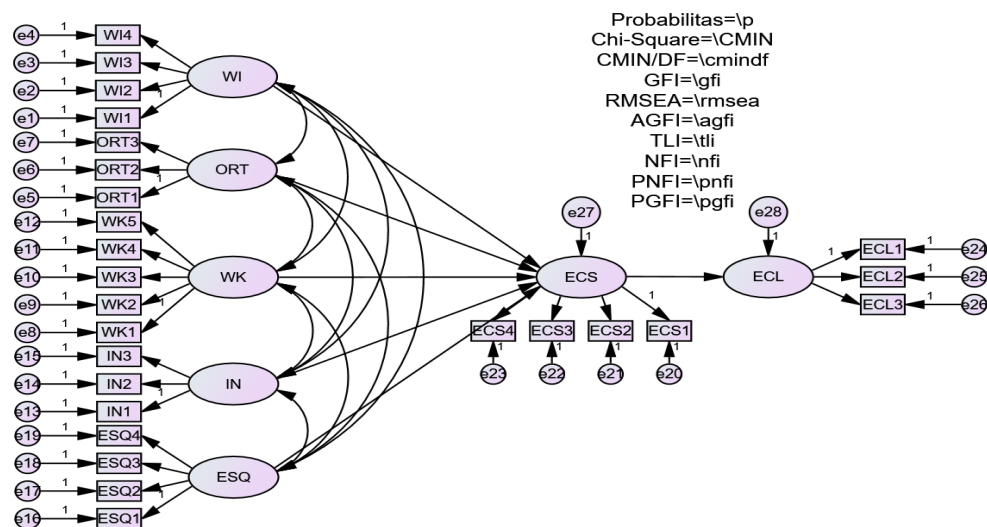 Probabilitas=\p
Chi-Square=\CMIN
CMIN/DF=\cmindf
GFI=\gfi
RMSEA=\rmsea
AGFI=\agfi
TLI=\tli
NFI=\nfi
PNFI=\pnfi
PGFI=\pgfi
e4 1 WI4
e3 1 WI3
e2 1 WI2
e1 1 WI1
1
WI
e7 1 ORT3
e6 1 ORT2
e5 1 ORT1
1
ORT
e12 1 WK5
e11 1 WK4
e10 1 WK3
e9 1 WK2
e8 1 WK1
1
WK
e15 1 IN3
e14 1 IN2
e13 1 IN1
1
IN
e19 1 ESQ4
e18 1 ESQ3
e17 1 ESQ2
e16 1 ESQ1
1
ESQ
e27
1
ECS
1
ECS4 ECS3 ECS2 ECS1
1 1 1 1
e23 e22 e21 e20
e28
1
ECL
1
ECL1 1 e24
ECL2 1 e25
ECL3 1 e26